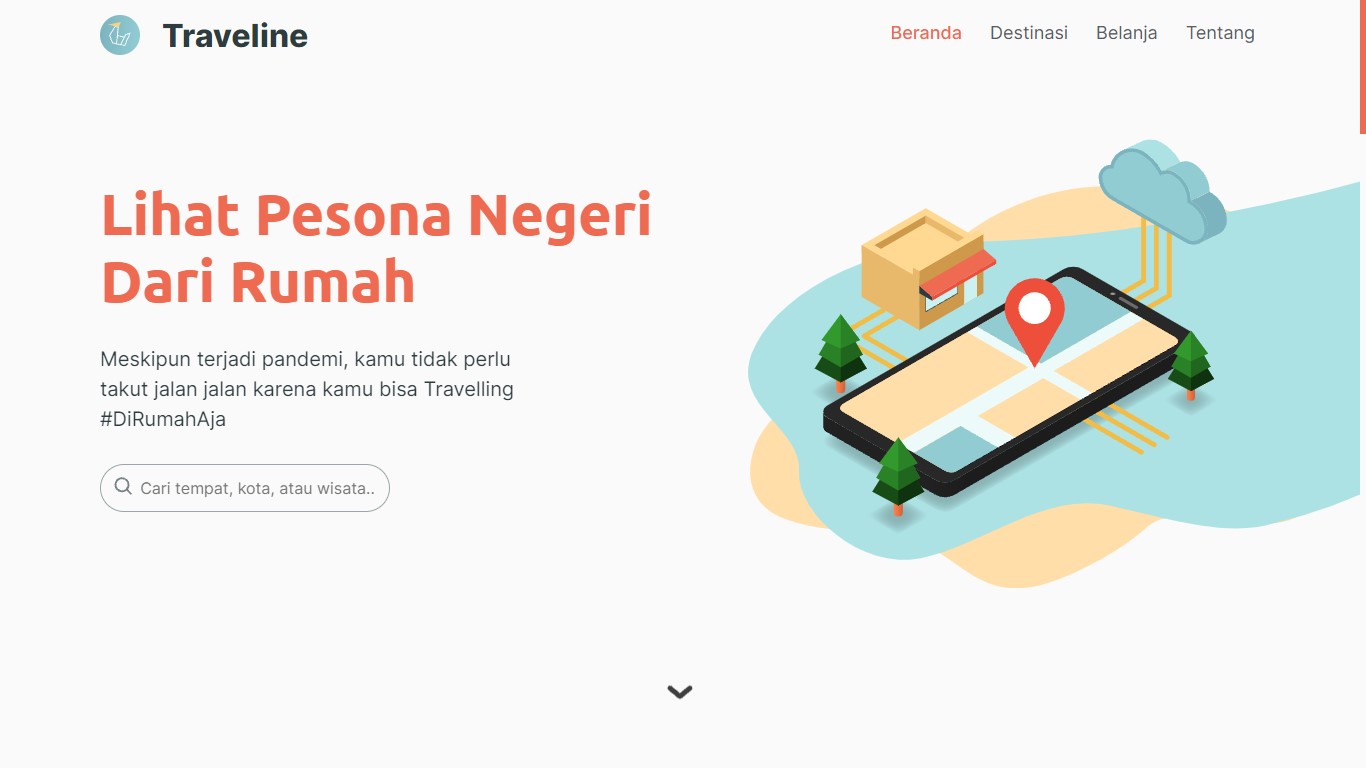 Traveline
Beranda Destinasi Belanja Tentang
Lihat Pesona Negeri
Dari Rumah
Meskipun terjadi pandemi, kamu tidak perlu
takut jalan jalan karena kamu bisa Travelling
#DiRumahAja
Cari tempat, kota, atau wisata..